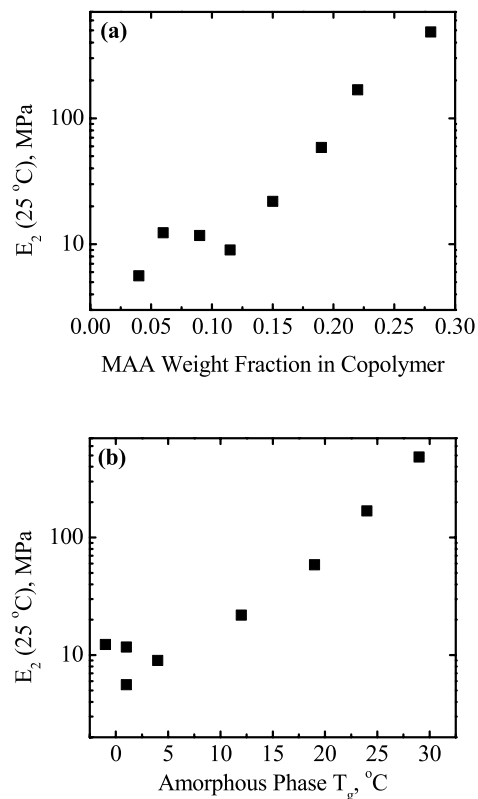 (a)
E₂ (25 °C), MPa
100
10
0.00 0.05 0.10 0.15 0.20 0.25 0.30
MAA Weight Fraction in Copolymer
(b)
E₂ (25 °C), MPa
100
10
0 5 10 15 20 25 30
Amorphous Phase T_g, °C